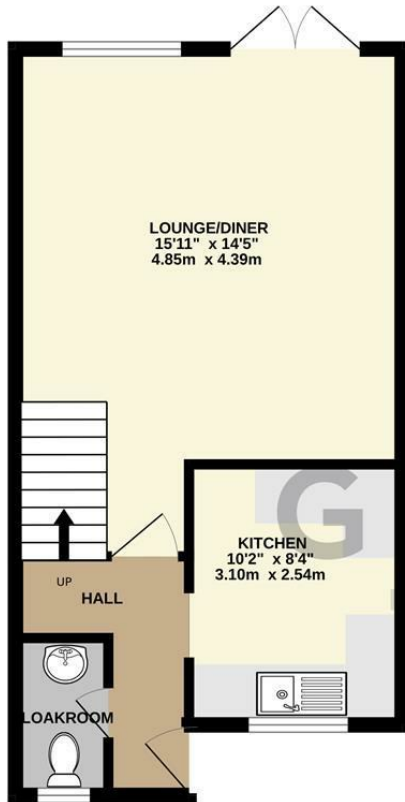 LOUNGE/DINER
15'11" x 14'5"
4.85m x 4.39m
G
KITCHEN
10'2" x 8'4"
3.10m x 2.54m
UP
HALL
LOAKROOM